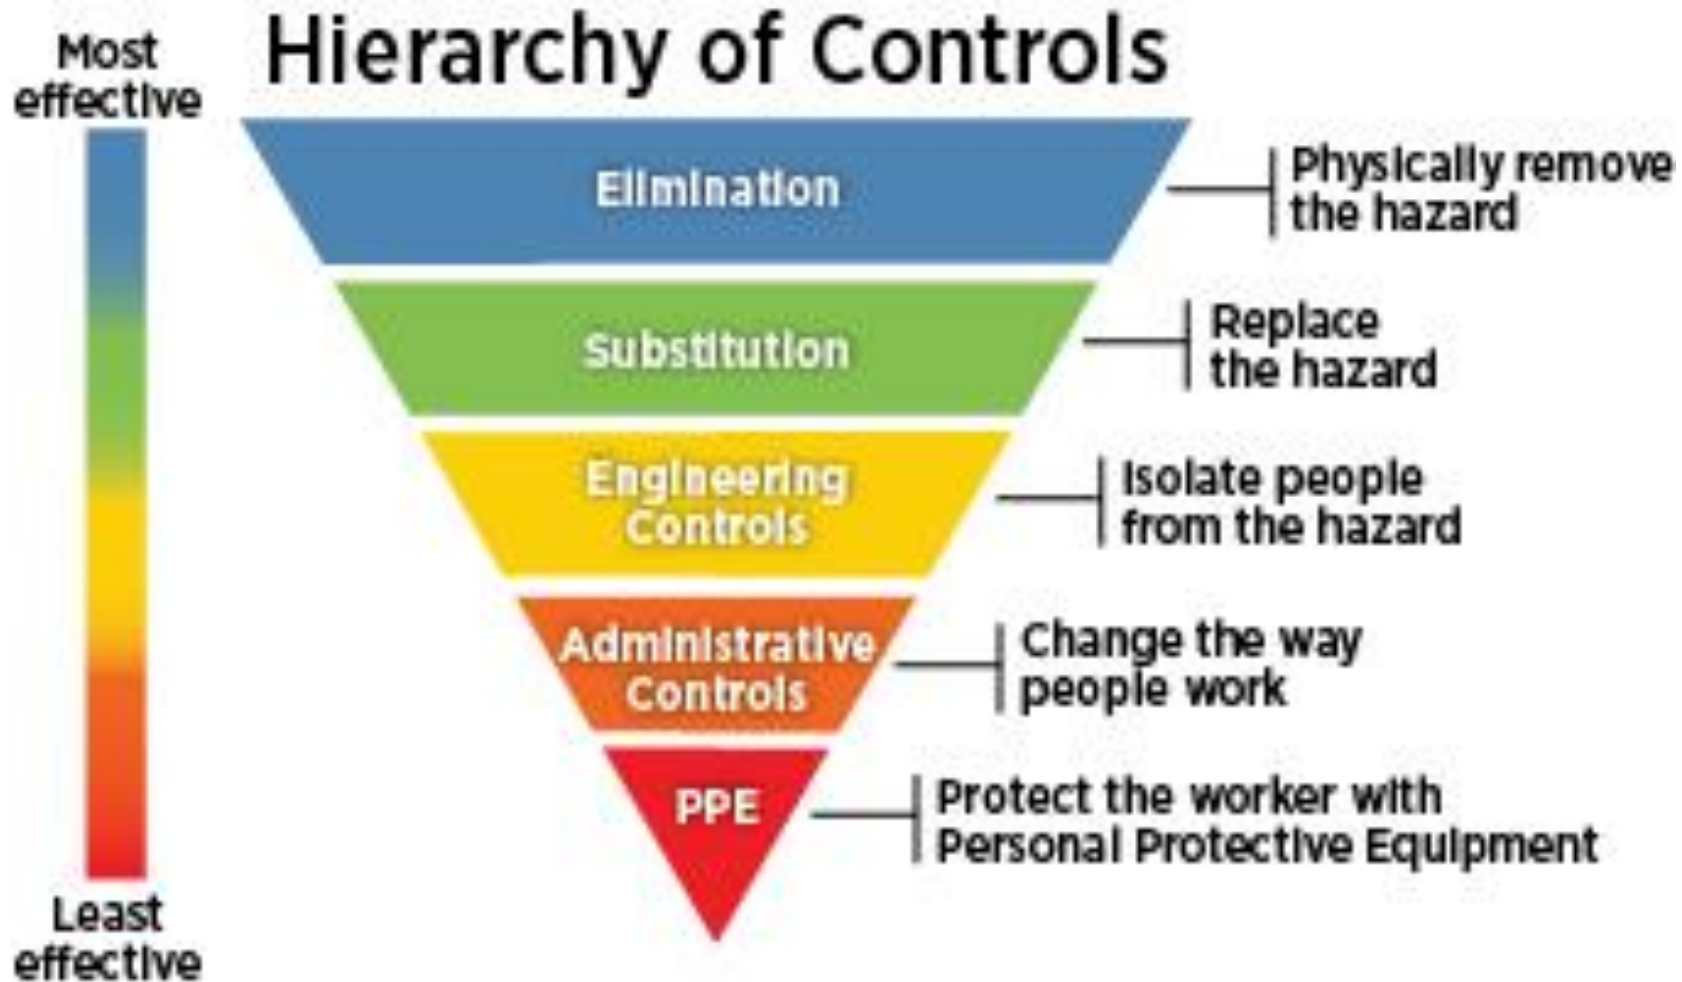 Hierarchy of Controls
Most
effective
Elimination
Physically remove
the hazard
Substitution
Replace
the hazard
Engineering
Controls
Isolate people
from the hazard
Administrative
Controls
Change the way
people work
PPE
Protect the worker with
Personal Protective Equipment
Least
effective